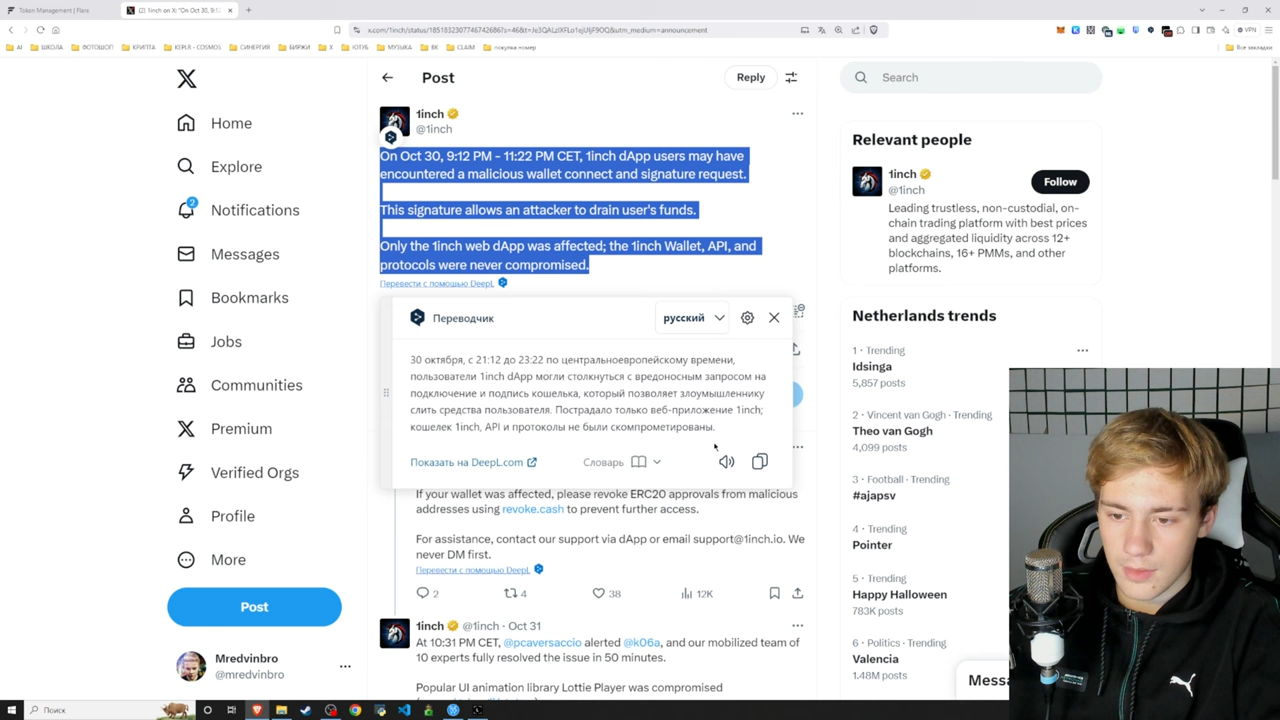 Token Management | Flare
(2) 1inch on X: "On Oct 30, 9:12
x.com/1inch/status/1851832307746742686?s=46&t=Je3QALzIXFLo1ejUIjF9OQ&utm_medium=announcement
VPN
AI
ШКОЛА
ФОТОШОП
КРИПТА
KEPLR - COSMOS
СИНЕРГИЯ
БИРЖИ
X
ЮТУБ
МУЗЫКА
ВК
CLAIM
покупка номер
Все закладки
Home
Explore
2
Notifications
Messages
Bookmarks
Jobs
Communities
Premium
Verified Orgs
Profile
More
Post
Mredvinbro
@mredvinbro
Post
Reply
1inch
@1inch
On Oct 30, 9:12 PM – 11:22 PM CET, 1inch dApp users may have
encountered a malicious wallet connect and signature request.
This signature allows an attacker to drain user's funds.
Only the 1inch web dApp was affected; the 1inch Wallet, API, and
protocols were never compromised.
Перевести с помощью DeepL
Переводчик
русский
30 октября, с 21:12 до 23:22 по центральноевропейскому времени,
пользователи 1inch dApp могли столкнуться с вредоносным запросом на
подключение и подпись кошелька, который позволяет злоумышленнику
слить средства пользователя. Пострадало только веб-приложение 1inch;
кошелек 1inch, API и протоколы не были скомпрометированы.
Показать на DeepL.com
Словарь
If your wallet was affected, please revoke ERC20 approvals from malicious
addresses using revoke.cash to prevent further access.
For assistance, contact our support via dApp or email support@1inch.io. We
never DM first.
Перевести с помощью DeepL
2
4
38
12K
1inch @1inch · Oct 31
At 10:31 PM CET, @pcaversaccio alerted @k06a, and our mobilized team of
10 experts fully resolved the issue in 50 minutes.
Popular UI animation library Lottie Player was compromised
Search
Relevant people
1inch
@1inch
Follow
Leading trustless, non-custodial, on-
chain trading platform with best prices
and aggregated liquidity across 12+
blockchains, 16+ PMMs, and other
platforms.
Netherlands trends
1 · Trending
Idsinga
5,857 posts
2 · Vincent van Gogh · Trending
Theo van Gogh
4,099 posts
3 · Football · Trending
#ajapsv
4 · Trending
Pointer
5 · Trending
Happy Halloween
783K posts
6 · Politics · Trending
Valencia
1.48M posts
Messa
Поиск